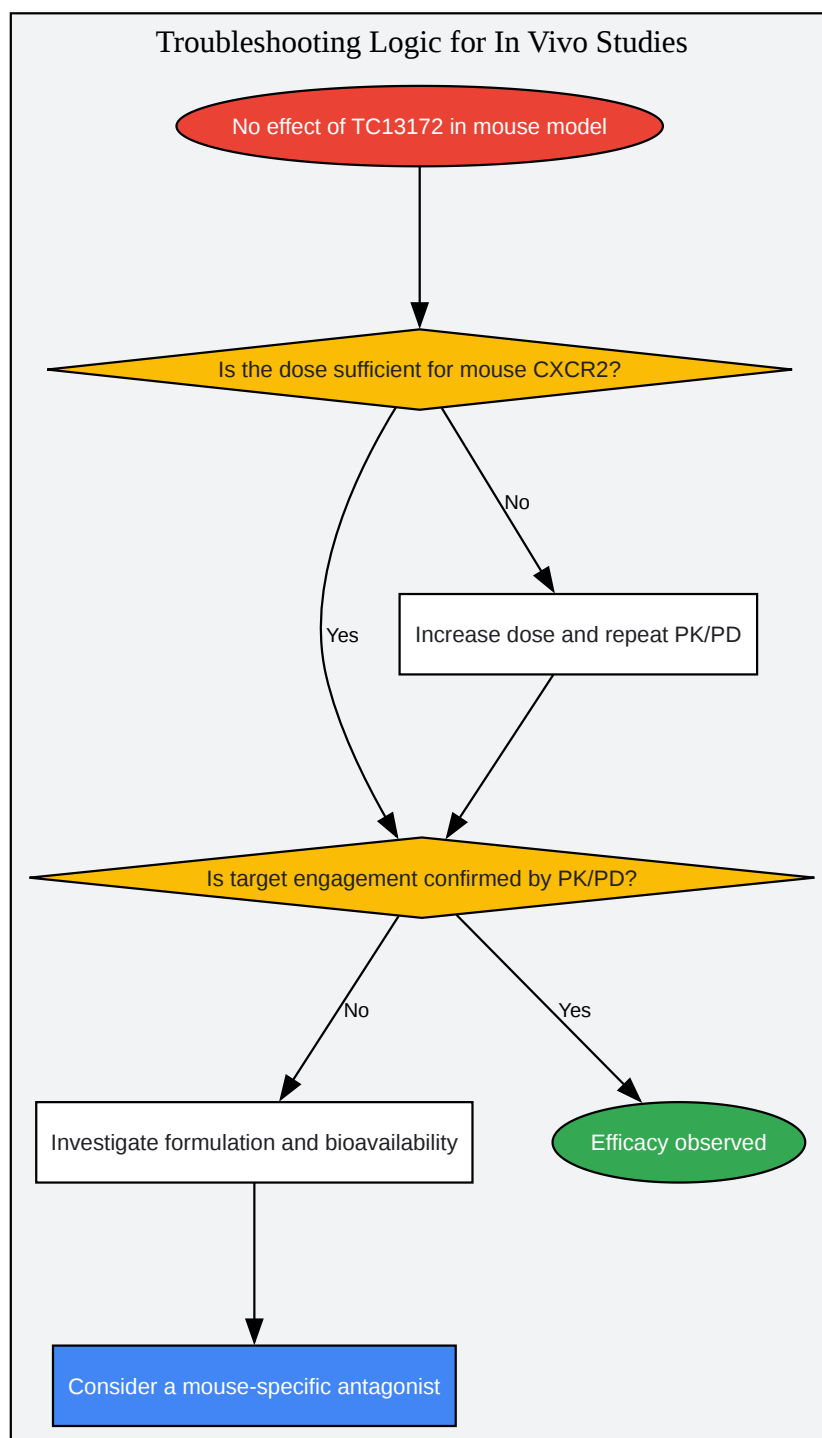 Troubleshooting Logic for In Vivo Studies
No effect of TC13172 in mouse model
Is the dose sufficient for mouse CXCR2?
No
Increase dose and repeat PK/PD
Yes
Is target engagement confirmed by PK/PD?
No
Yes
Investigate formulation and bioavailability
Efficacy observed
Consider a mouse-specific antagonist